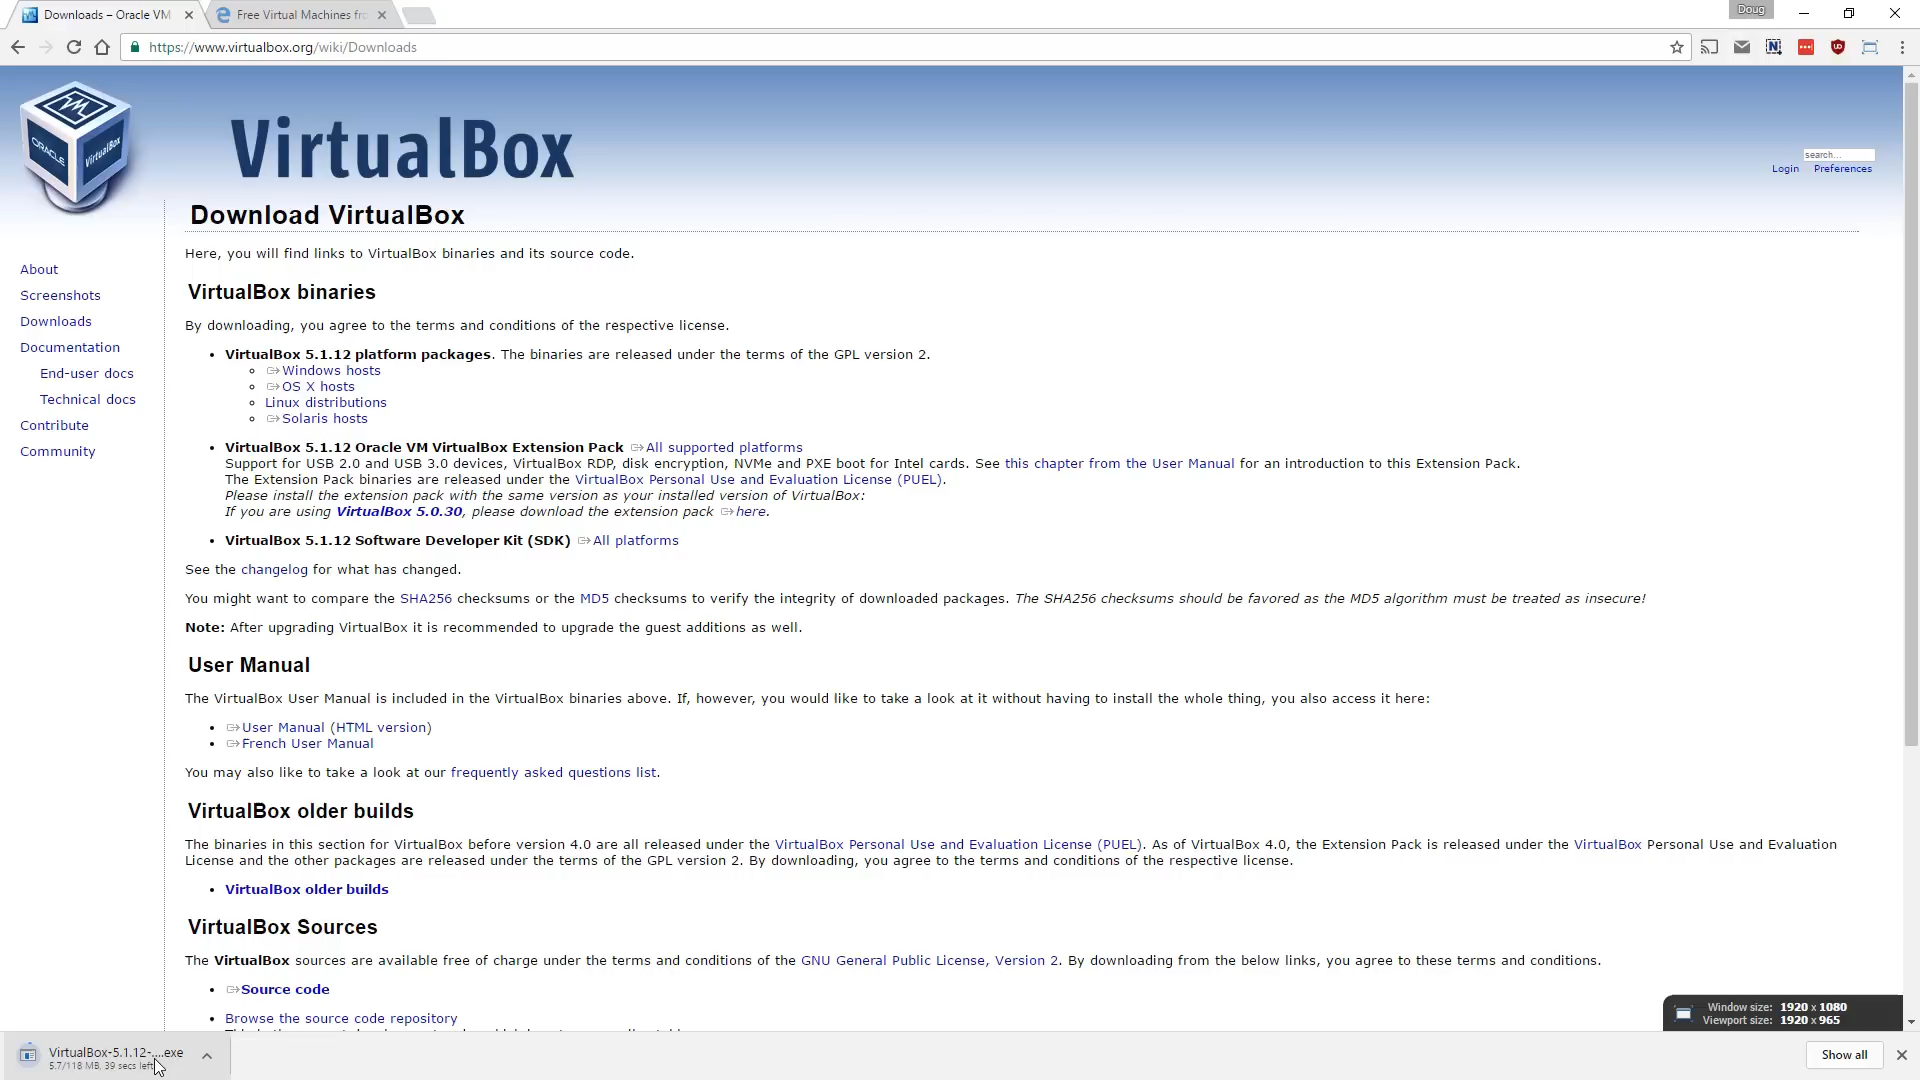 Downloads – Oracle VM
Free Virtual Machines fro
Doug
https://www.virtualbox.org/wiki/Downloads
ORACLE
VM
VirtualBox
VirtualBox
search...
Login Preferences
Download VirtualBox
Here, you will find links to VirtualBox binaries and its source code.
About
Screenshots
Downloads
Documentation
End-user docs
Technical docs
Contribute
Community
VirtualBox binaries
By downloading, you agree to the terms and conditions of the respective license.
VirtualBox 5.1.12 platform packages. The binaries are released under the terms of the GPL version 2.
Windows hosts
OS X hosts
Linux distributions
Solaris hosts
VirtualBox 5.1.12 Oracle VM VirtualBox Extension Pack All supported platforms
Support for USB 2.0 and USB 3.0 devices, VirtualBox RDP, disk encryption, NVMe and PXE boot for Intel cards. See this chapter from the User Manual for an introduction to this Extension Pack.
The Extension Pack binaries are released under the VirtualBox Personal Use and Evaluation License (PUEL).
Please install the extension pack with the same version as your installed version of VirtualBox:
If you are using VirtualBox 5.0.30, please download the extension pack here.
VirtualBox 5.1.12 Software Developer Kit (SDK) All platforms
See the changelog for what has changed.
You might want to compare the SHA256 checksums or the MD5 checksums to verify the integrity of downloaded packages. The SHA256 checksums should be favored as the MD5 algorithm must be treated as insecure!
Note: After upgrading VirtualBox it is recommended to upgrade the guest additions as well.
User Manual
The VirtualBox User Manual is included in the VirtualBox binaries above. If, however, you would like to take a look at it without having to install the whole thing, you also access it here:
User Manual (HTML version)
French User Manual
You may also like to take a look at our frequently asked questions list.
VirtualBox older builds
The binaries in this section for VirtualBox before version 4.0 are all released under the VirtualBox Personal Use and Evaluation License (PUEL). As of VirtualBox 4.0, the Extension Pack is released under the VirtualBox Personal Use and Evaluation
License and the other packages are released under the terms of the GPL version 2. By downloading, you agree to the terms and conditions of the respective license.
VirtualBox older builds
VirtualBox Sources
The VirtualBox sources are available free of charge under the terms and conditions of the GNU General Public License, Version 2. By downloading from the below links, you agree to these terms and conditions.
Source code
Browse the source code repository
Window size: 1920 x 1080
Viewport size: 1920 x 965
VirtualBox-5.1.12-....exe
5.7/118 MB, 39 secs left
Show all